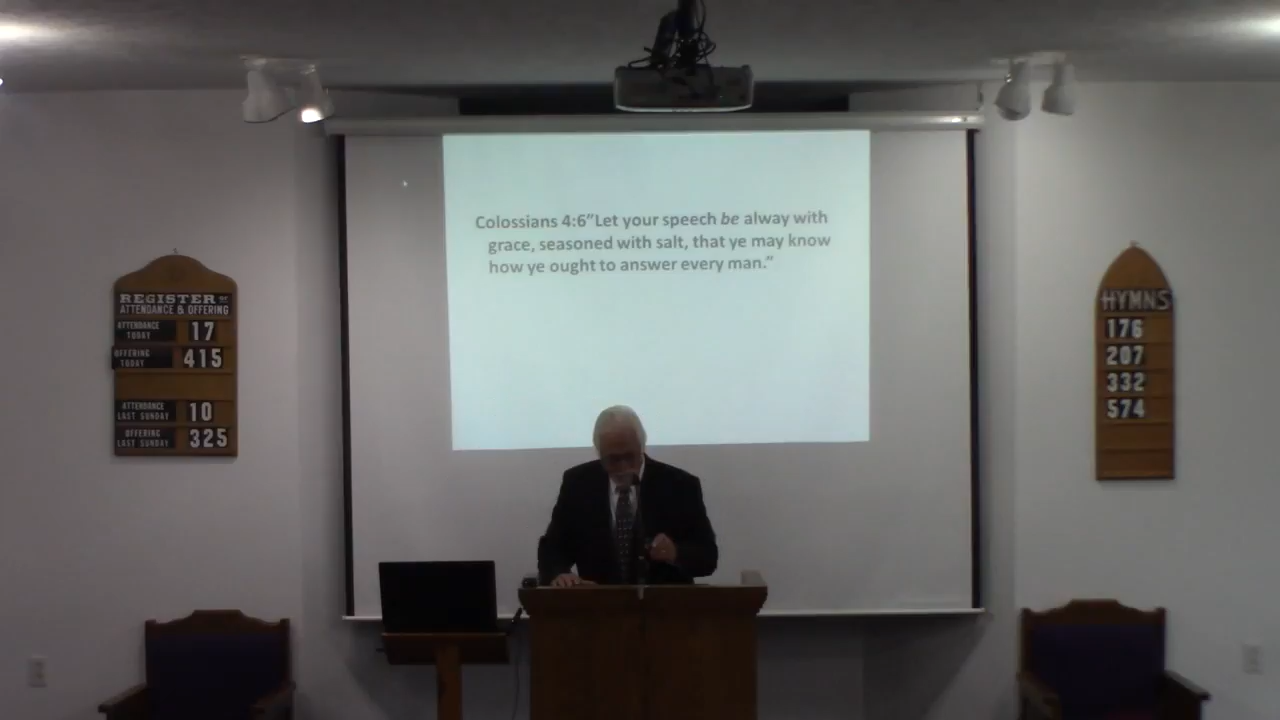 Colossians 4:6"Let your speech be alway with
grace, seasoned with salt, that ye may know
how ye ought to answer every man."
REGISTER OF
ATTENDANCE & OFFERING
ATTENDANCE TODAY 17
OFFERING TODAY 415
ATTENDANCE LAST SUNDAY 10
OFFERING LAST SUNDAY 325
HYMNS
176
207
332
574